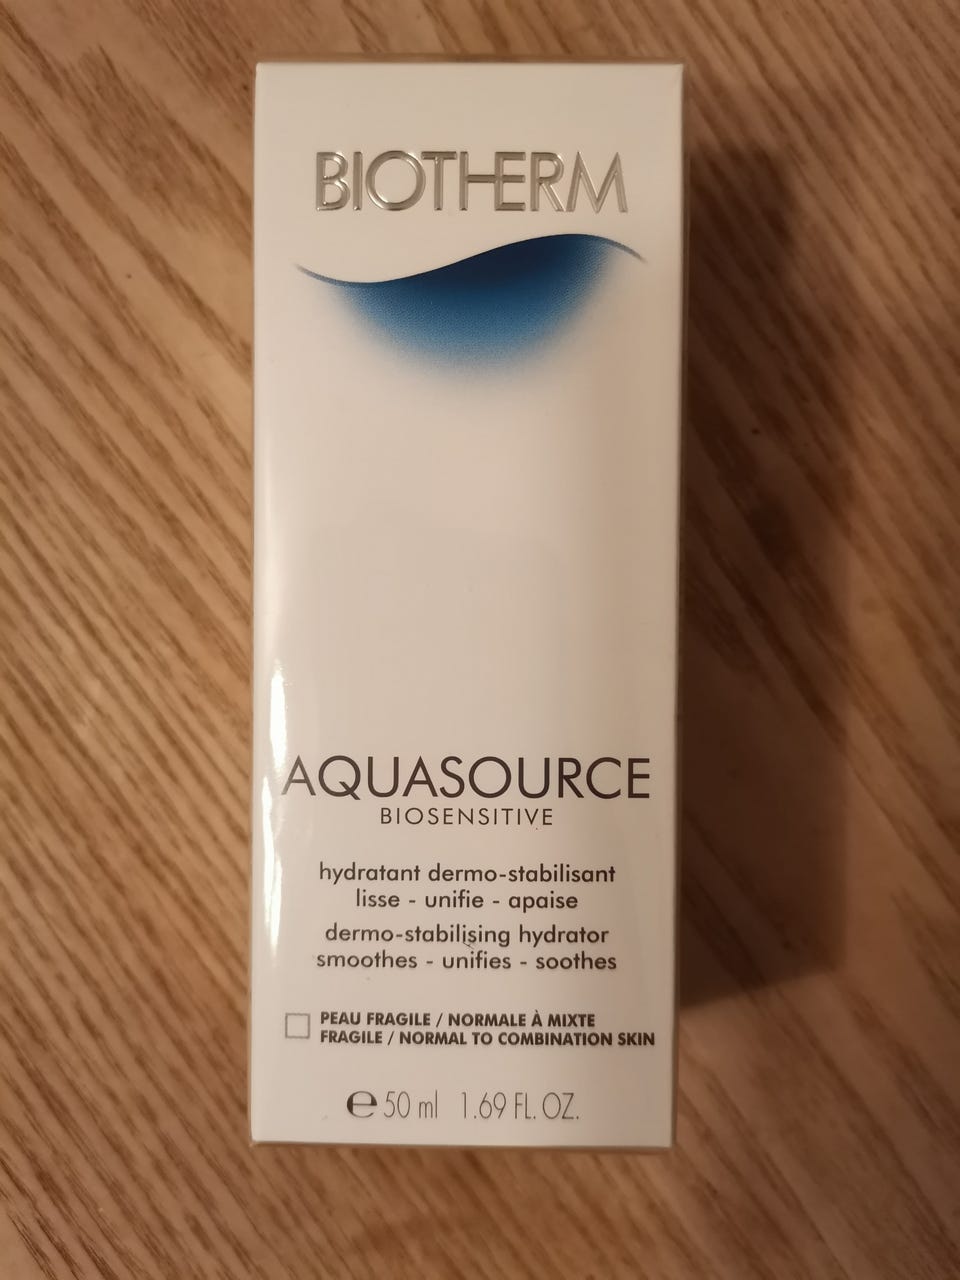 BIOTHERM
AQUASOURCE
BIOSENSITIVE
hydratant dermo-stabilisant
lisse - unifie - apaise
dermo-stabilising hydrator
smoothes - unifies - soothes
PEAU FRAGILE / NORMALE À MIXTE
FRAGILE / NORMAL TO COMBINATION SKIN
℮ 50 ml 1.69 FL. OZ.